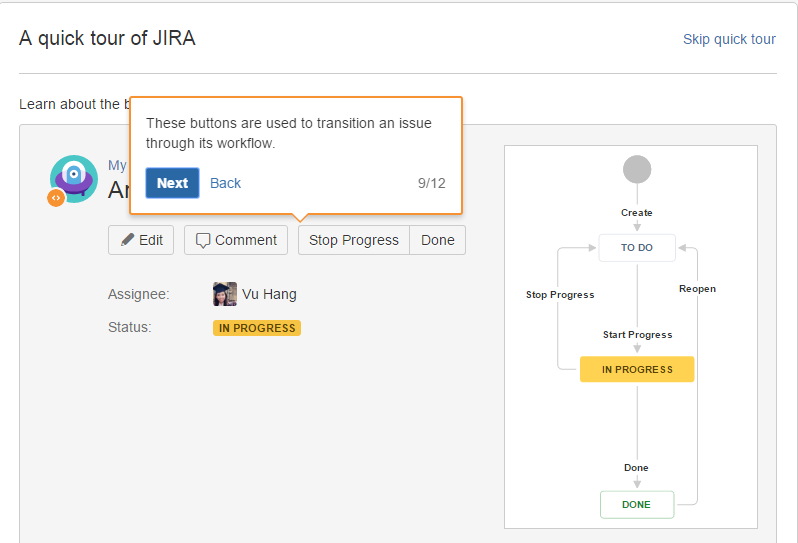 A quick tour of JIRA
Skip quick tour
Learn about the
These buttons are used to transition an issue
through its workflow.
Next Back 9/12
My
Edit Comment Stop Progress Done
Assignee: Vu Hang
Status: IN PROGRESS
Create
TO DO
Stop Progress
Reopen
Start Progress
IN PROGRESS
Done
DONE